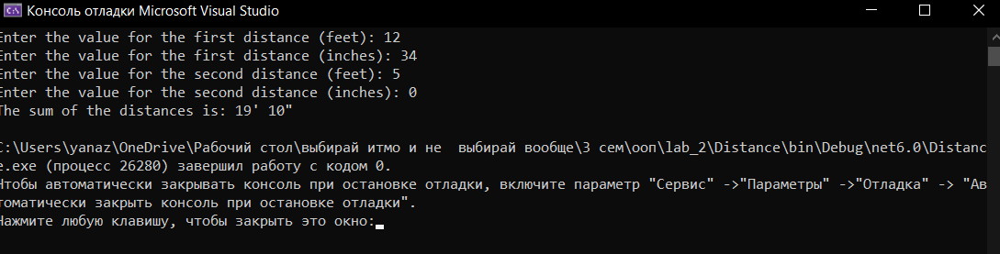 Консоль отладки Microsoft Visual Studio
Enter the value for the first distance (feet): 12
Enter the value for the first distance (inches): 34
Enter the value for the second distance (feet): 5
Enter the value for the second distance (inches): 0
The sum of the distances is: 19' 10"
C:\Users\yanaz\OneDrive\Рабочий стол\выбирай итмо и не  выбирай вообще\3 сем\ооп\lab_2\Distance\bin\Debug\net6.0\Distanc
e.exe (процесс 26280) завершил работу с кодом 0.
Чтобы автоматически закрывать консоль при остановке отладки, включите параметр "Сервис" ->"Параметры" ->"Отладка" -> "Ав
томатически закрыть консоль при остановке отладки".
Нажмите любую клавишу, чтобы закрыть это окно: